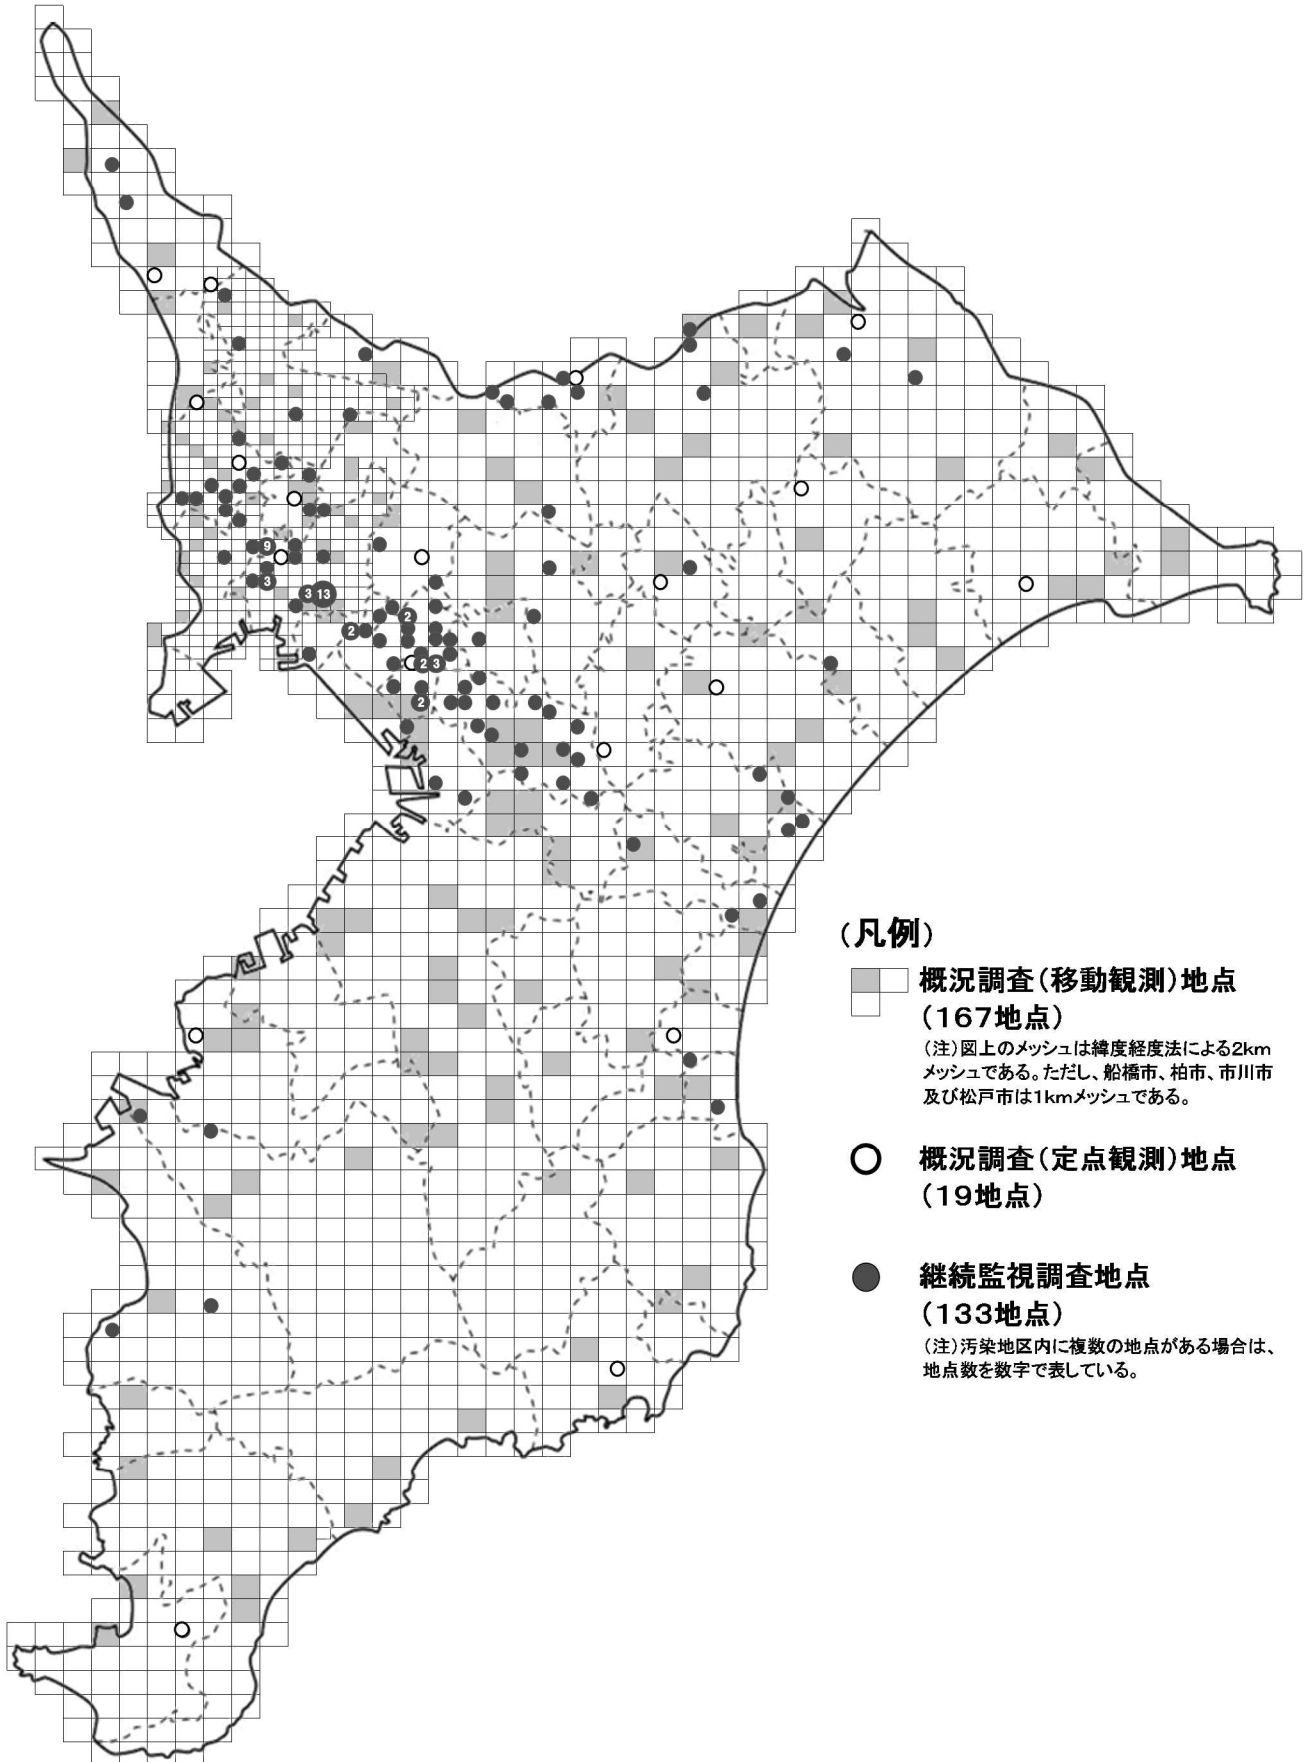 9
3
3 13
2
2
2 3
2
(凡例)
概況調査(移動観測)地点
(167地点)
(注)図上のメッシュは緯度経度法による2km
メッシュである。ただし、船橋市、柏市、市川市
及び松戸市は1kmメッシュである。
概況調査(定点観測)地点
(19地点)
継続監視調査地点
(133地点)
(注)汚染地区内に複数の地点がある場合は、
地点数を数字で表している。